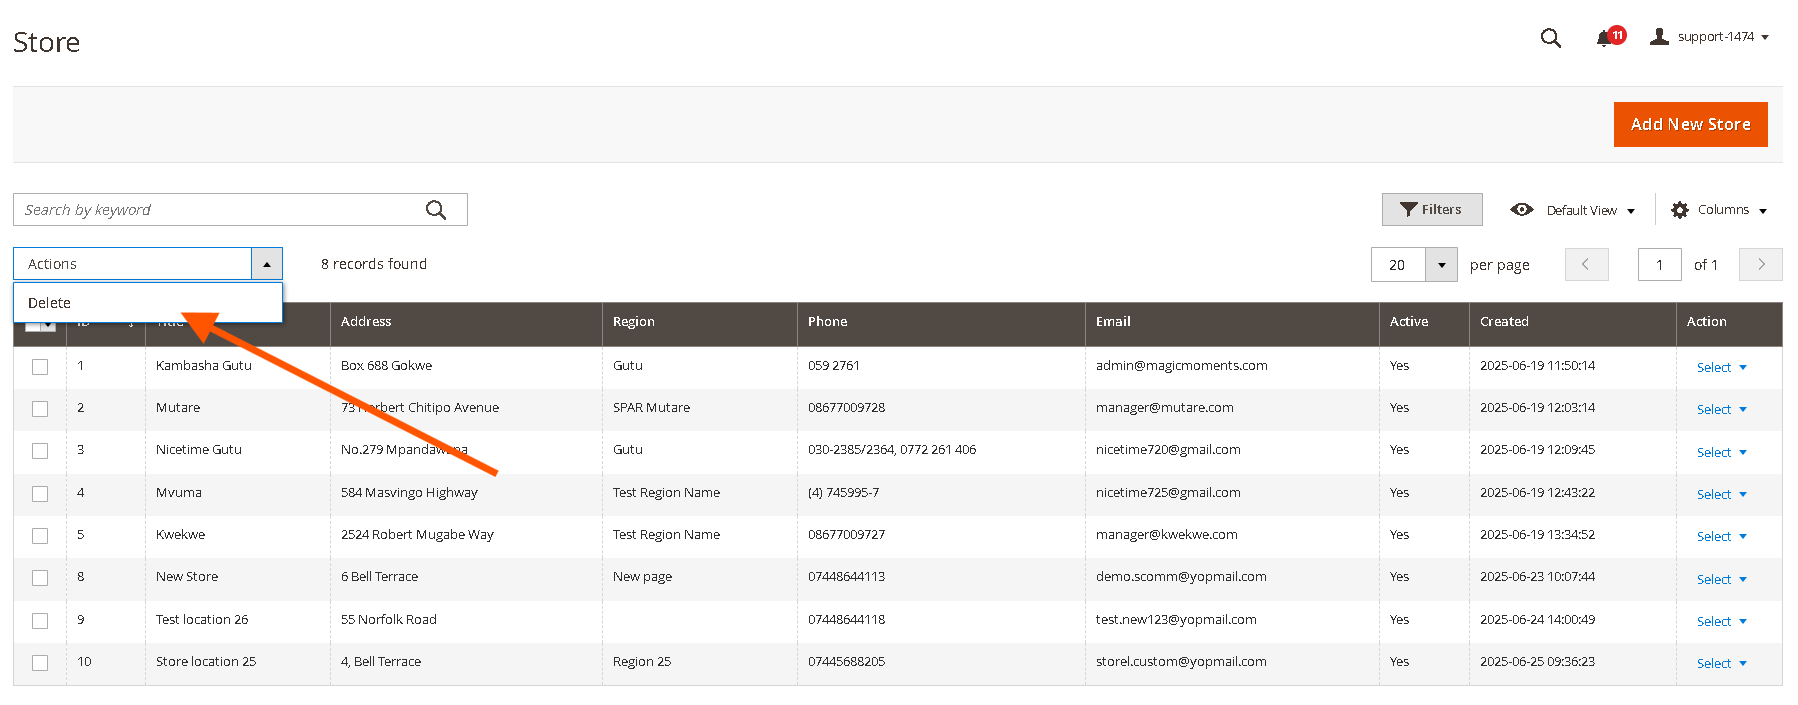 Store
11
support-1474
Add New Store
Search by keyword
Filters
Default View
Columns
Actions
8 records found
20 per page
1 of 1
Delete
Address Region Phone Email Active Created Action
1 Kambasha Gutu Box 688 Gokwe Gutu 059 2761 admin@magicmoments.com Yes 2025-06-19 11:50:14 Select
2 Mutare 73 Chitipo Avenue SPAR Mutare 08677009728 manager@mutare.com Yes 2025-06-19 12:03:14 Select
3 Nicetime Gutu No.279 Gutu 030-2385/2364, 0772 261 406 nicetime720@gmail.com Yes 2025-06-19 12:09:45 Select
4 Mvuma 584 Masvingo Highway Test Region Name (4) 745995-7 nicetime725@gmail.com Yes 2025-06-19 12:43:22 Select
5 Kwekwe 2524 Robert Mugabe Way Test Region Name 08677009727 manager@kwekwe.com Yes 2025-06-19 13:34:52 Select
8 New Store 6 Bell Terrace New page 07448644113 demo.scomm@yopmail.com Yes 2025-06-23 10:07:44 Select
9 Test location 26 55 Norfolk Road 07448644118 test.new123@yopmail.com Yes 2025-06-24 14:00:49 Select
10 Store location 25 4, Bell Terrace Region 25 07445688205 storel.custom@yopmail.com Yes 2025-06-25 09:36:23 Select